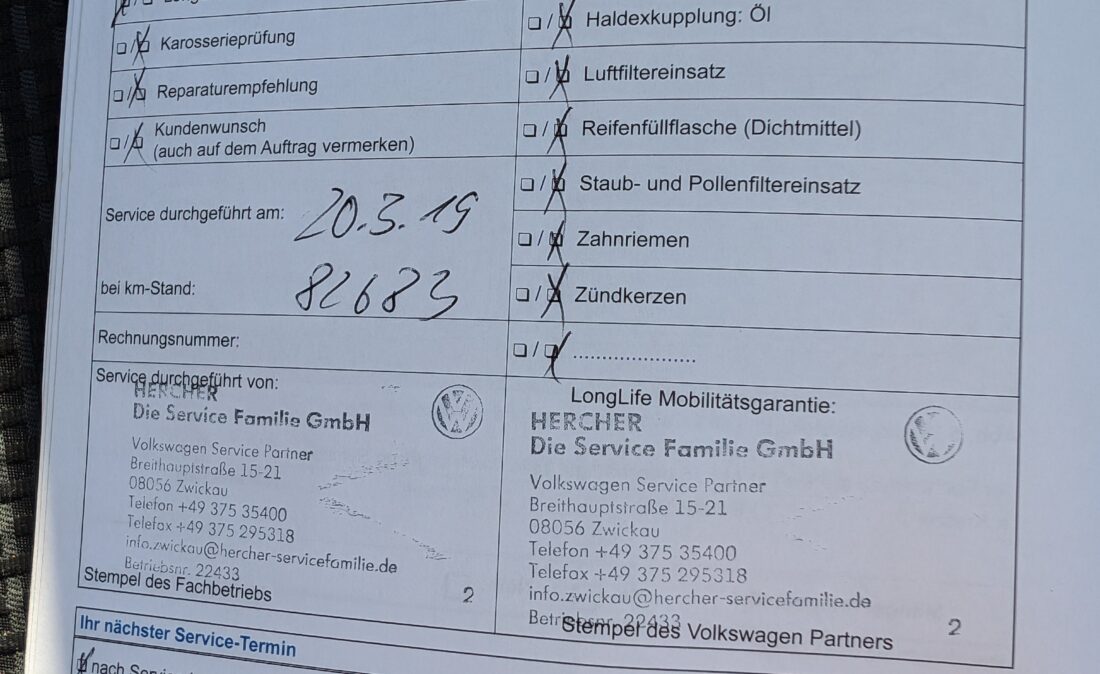 Karosserieprüfung
Reparaturempfehlung
Kundenwunsch
(auch auf dem Auftrag vermerken)
Service durchgeführt am: 20.3.19
bei km-Stand: 82683
Rechnungsnummer:
Haldexkupplung: Öl
Luftfiltereinsatz
Reifenfüllflasche (Dichtmittel)
Staub- und Pollenfiltereinsatz
Zahnriemen
Zündkerzen
......................
Service durchgeführt von:
HERCHER
Die Service Familie GmbH
Volkswagen Service Partner
Breithauptstraße 15-21
08056 Zwickau
Telefon +49 375 35400
Telefax +49 375 295318
info.zwickau@hercher-servicefamilie.de
Betriebsnr. 22433
Stempel des Fachbetriebs
2
LongLife Mobilitätsgarantie:
HERCHER
Die Service Familie GmbH
Volkswagen Service Partner
Breithauptstraße 15-21
08056 Zwickau
Telefon +49 375 35400
Telefax +49 375 295318
info.zwickau@hercher-servicefamilie.de
Betriebsnr. 22433
Stempel des Volkswagen Partners
2
Ihr nächster Service-Termin
nach